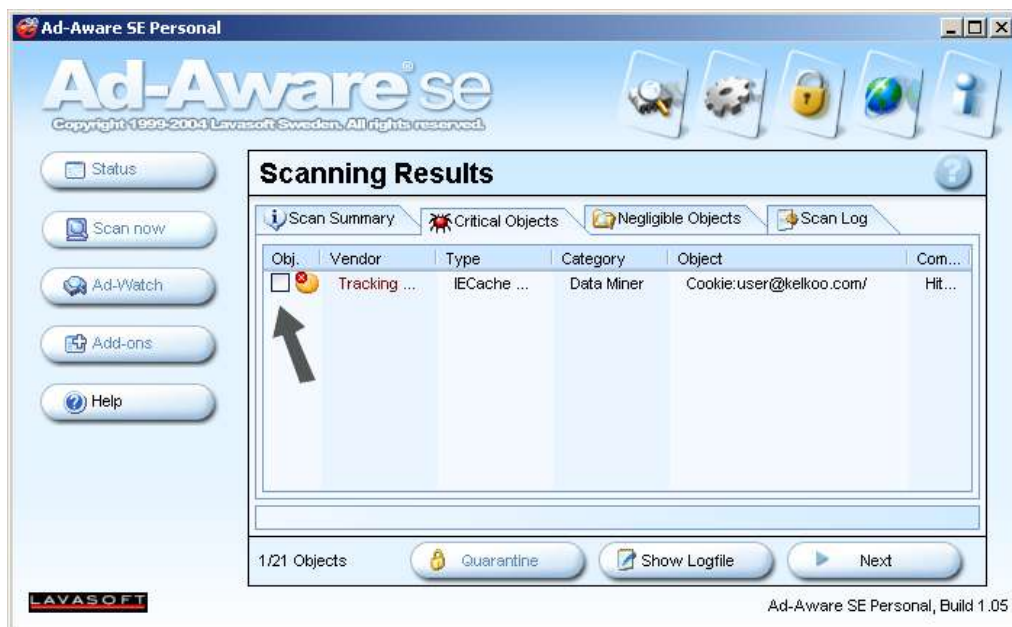 Ad-Aware SE Personal
Ad-Aware® se
Copyright 1999-2004 Lavasoft Sweden. All rights reserved.
Status
Scan now
Ad-Watch
Add-ons
Help
Scanning Results
Scan Summary Critical Objects Negligible Objects Scan Log
Obj. Vendor Type Category Object Com...
Tracking ... IECache ... Data Miner Cookie:user@kelkoo.com/ Hit...
1/21 Objects Quarantine Show Logfile Next
LAVASOFT
Ad-Aware SE Personal, Build 1.05